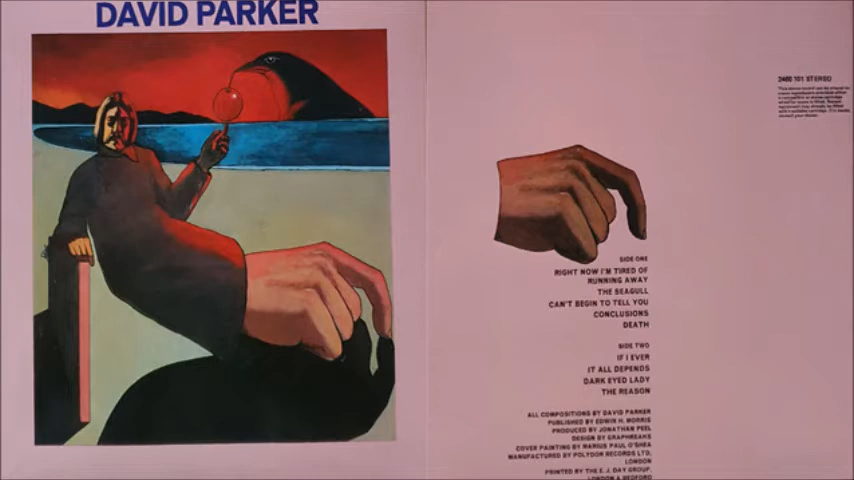 DAVID PARKER
2460 101 STEREO
SIDE ONE
RIGHT NOW I'M TIRED OF
RUNNING AWAY
THE SEAGULL
CAN'T BEGIN TO TELL YOU
CONCLUSIONS
DEATH
SIDE TWO
IF I EVER
IT ALL DEPENDS
DARK EYED LADY
THE REASON
ALL COMPOSITIONS BY DAVID PARKER
PUBLISHED BY EDWIN H. MORRIS
PRODUCED BY JONATHAN PEEL
DESIGN BY GRAPHREAKS
COVER PAINTING BY MARIUS PAUL O'SHEA
MANUFACTURED BY POLYDOR RECORDS LTD,
LONDON
PRINTED BY THE E. J. DAY GROUP,
LONDON & BEDFORD